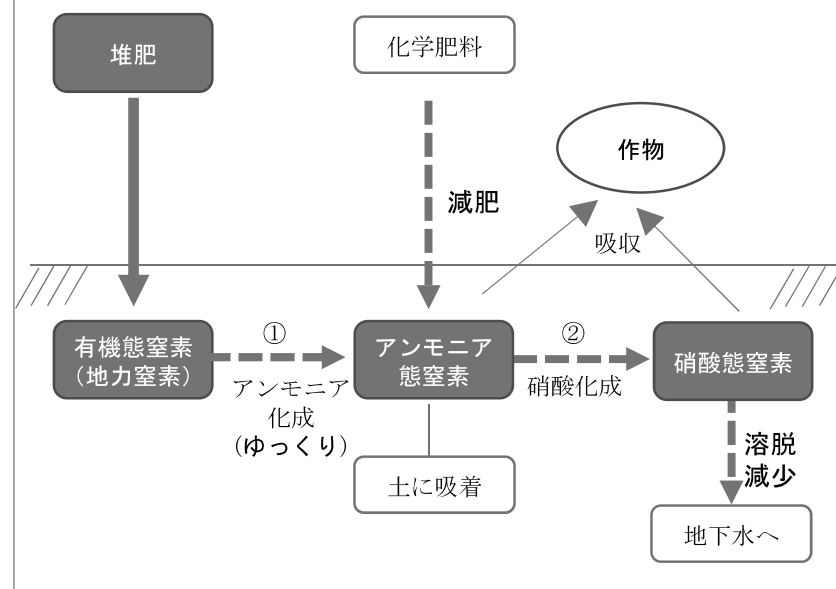 堆肥
化学肥料
作物
減肥
吸収
有機態窒素
（地力窒素）
①
アンモニア
化成
（ゆっくり）
アンモニア
態窒素
②
硝酸化成
硝酸態窒素
土に吸着
溶脱
減少
地下水へ